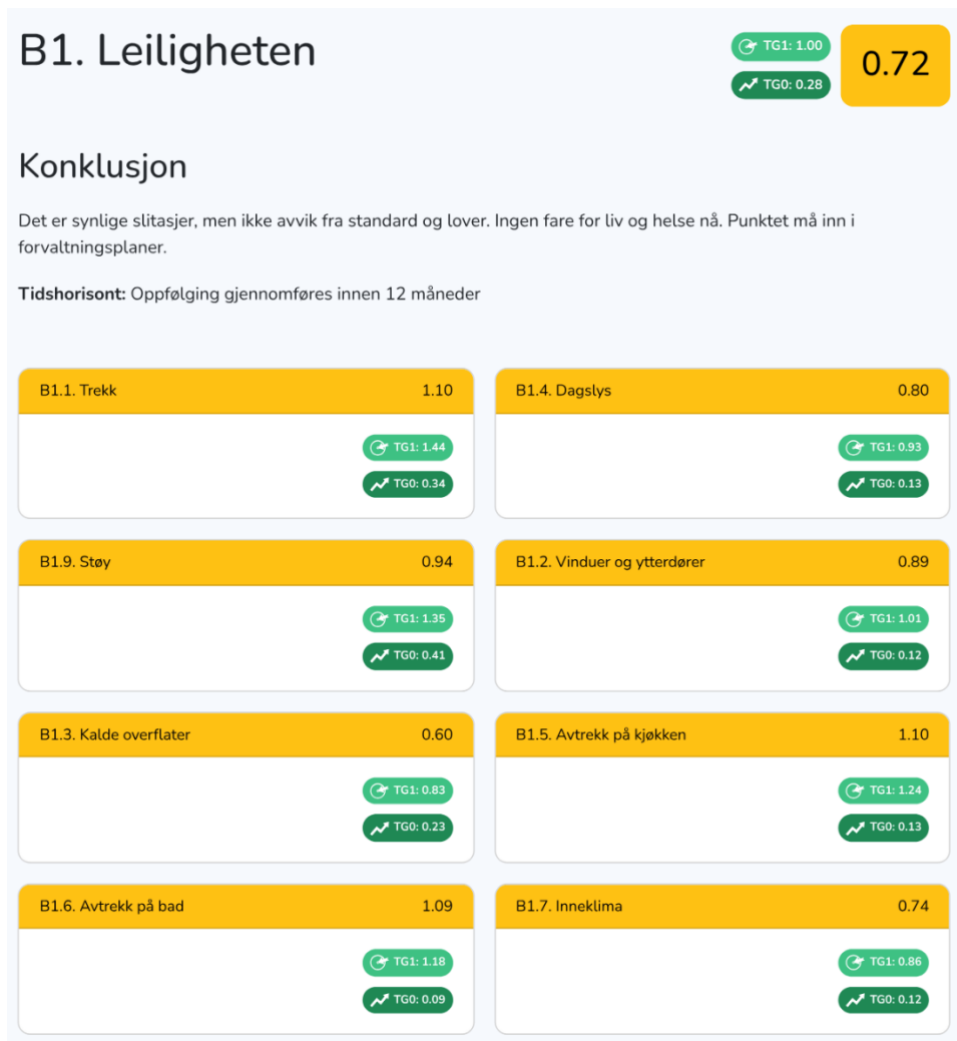 B1. Leiligheten
TG1: 1.00
TG0: 0.28
0.72
Konklusjon
Det er synlige slitasjer, men ikke avvik fra standard og lover. Ingen fare for liv og helse nå. Punktet må inn i
forvaltningsplaner.
Tidshorisont: Oppfølging gjennomføres innen 12 måneder
B1.1. Trekk 1.10
TG1: 1.44
TG0: 0.34
B1.4. Dagslys 0.80
TG1: 0.93
TG0: 0.13
B1.9. Støy 0.94
TG1: 1.35
TG0: 0.41
B1.2. Vinduer og ytterdører 0.89
TG1: 1.01
TG0: 0.12
B1.3. Kalde overflater 0.60
TG1: 0.83
TG0: 0.23
B1.5. Avtrekk på kjøkken 1.10
TG1: 1.24
TG0: 0.13
B1.6. Avtrekk på bad 1.09
TG1: 1.18
TG0: 0.09
B1.7. Inneklima 0.74
TG1: 0.86
TG0: 0.12